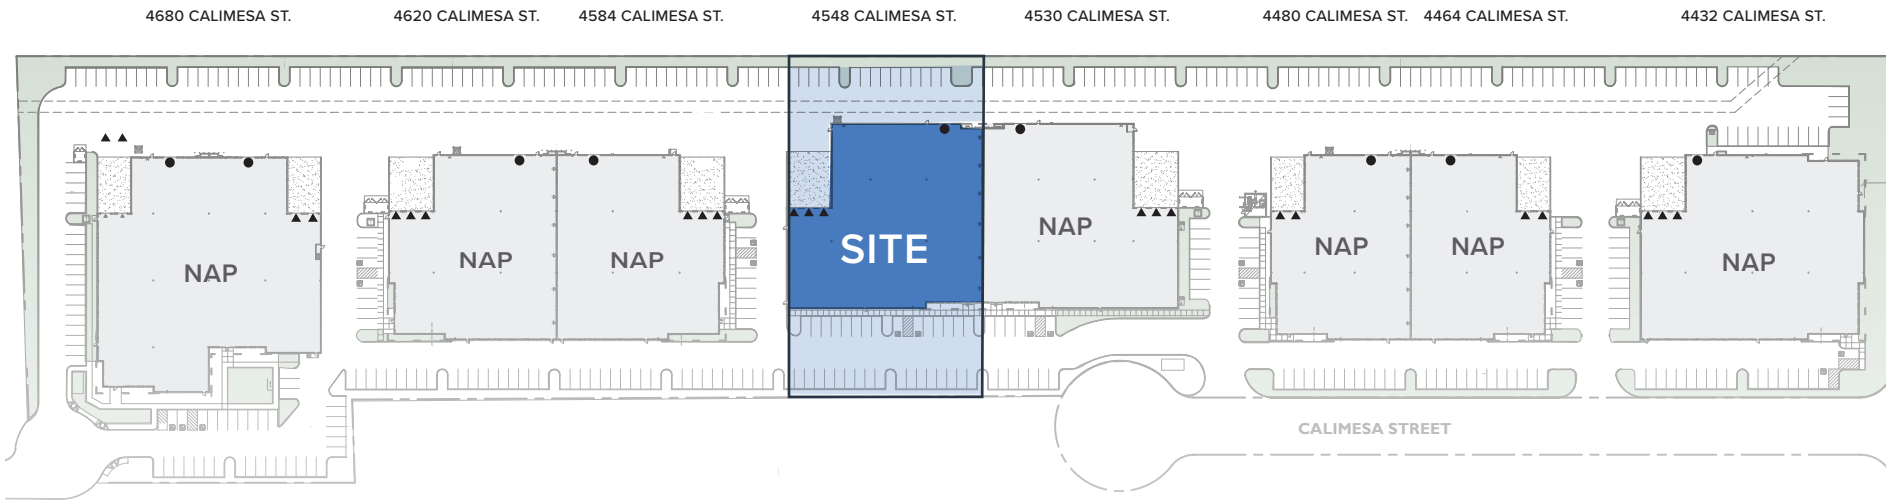 4680 CALIMESA ST.
4620 CALIMESA ST.
4584 CALIMESA ST.
4548 CALIMESA ST.
4530 CALIMESA ST.
4480 CALIMESA ST.
4464 CALIMESA ST.
4432 CALIMESA ST.
NAP
NAP
NAP
SITE
NAP
NAP
NAP
NAP
CALIMESA STREET